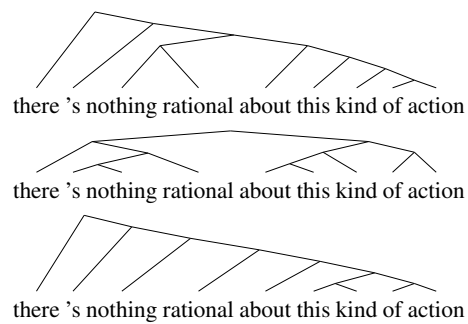 there 's nothing rational about this kind of action
there 's nothing rational about this kind of action
there 's nothing rational about this kind of action